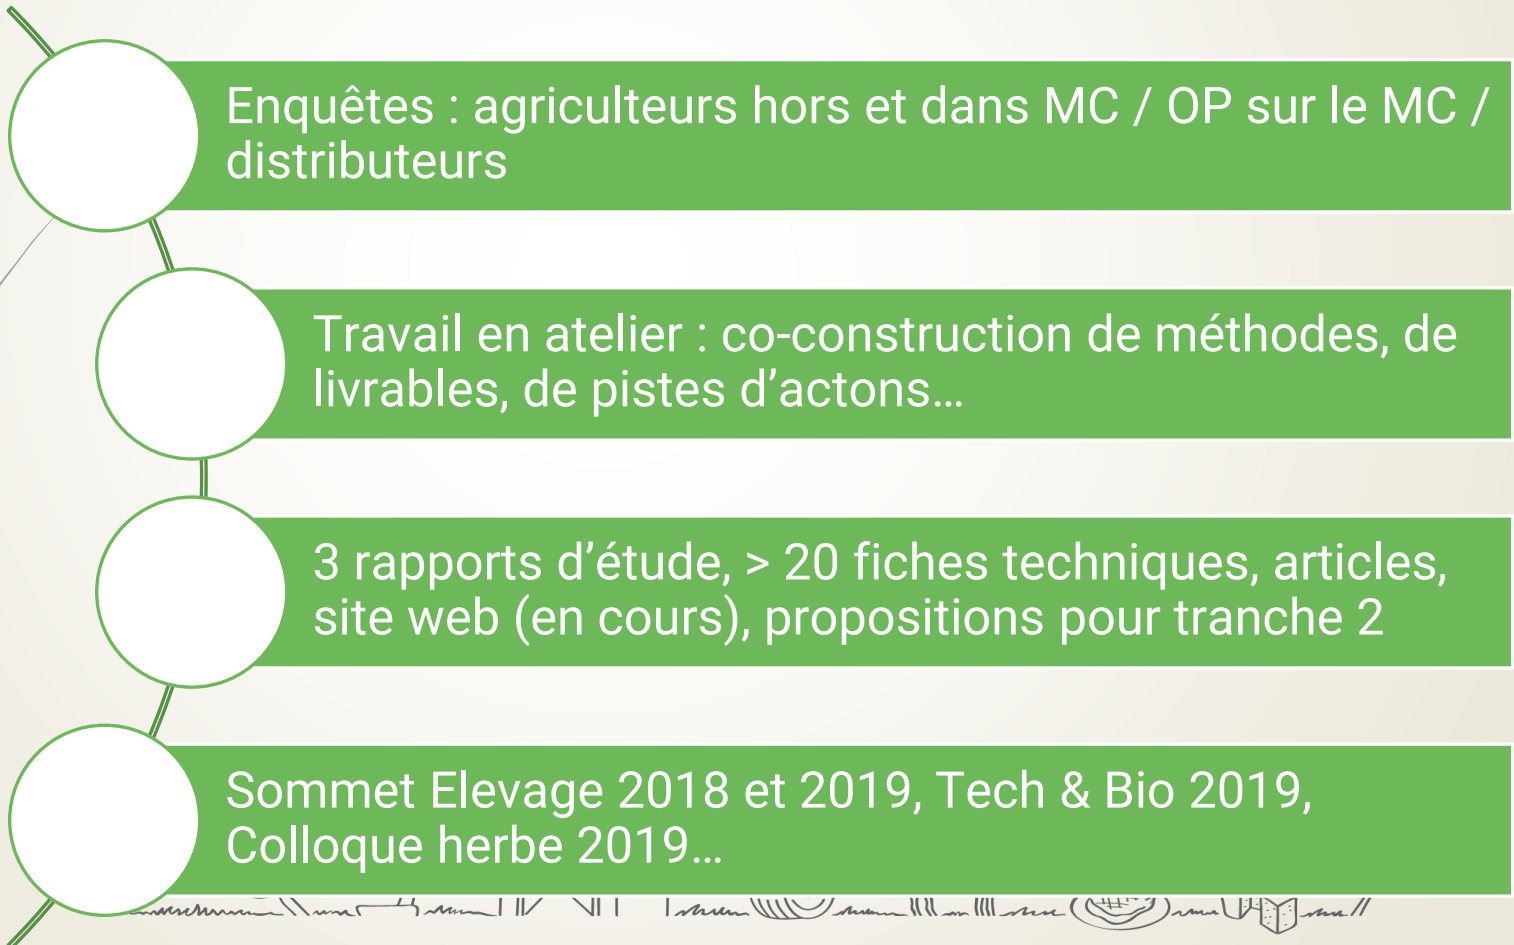 Enquêtes : agriculteurs hors et dans MC / OP sur le MC /
distributeurs
Travail en atelier : co-construction de méthodes, de
livrables, de pistes d’actons…
3 rapports d’étude, > 20 fiches techniques, articles,
site web (en cours), propositions pour tranche 2
Sommet Elevage 2018 et 2019, Tech & Bio 2019,
Colloque herbe 2019…